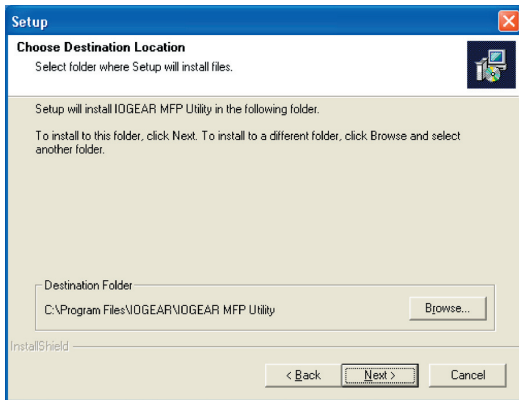 Setup
Choose Destination Location
Select folder where Setup will install files.
Setup will install IOGEAR MFP Utility in the following folder.
To install to this folder, click Next. To install to a different folder, click Browse and select
another folder.
Destination Folder
C:\Program Files\IOGEAR\IOGEAR MFP Utility
Browse...
InstallShield
< Back
Next >
Cancel